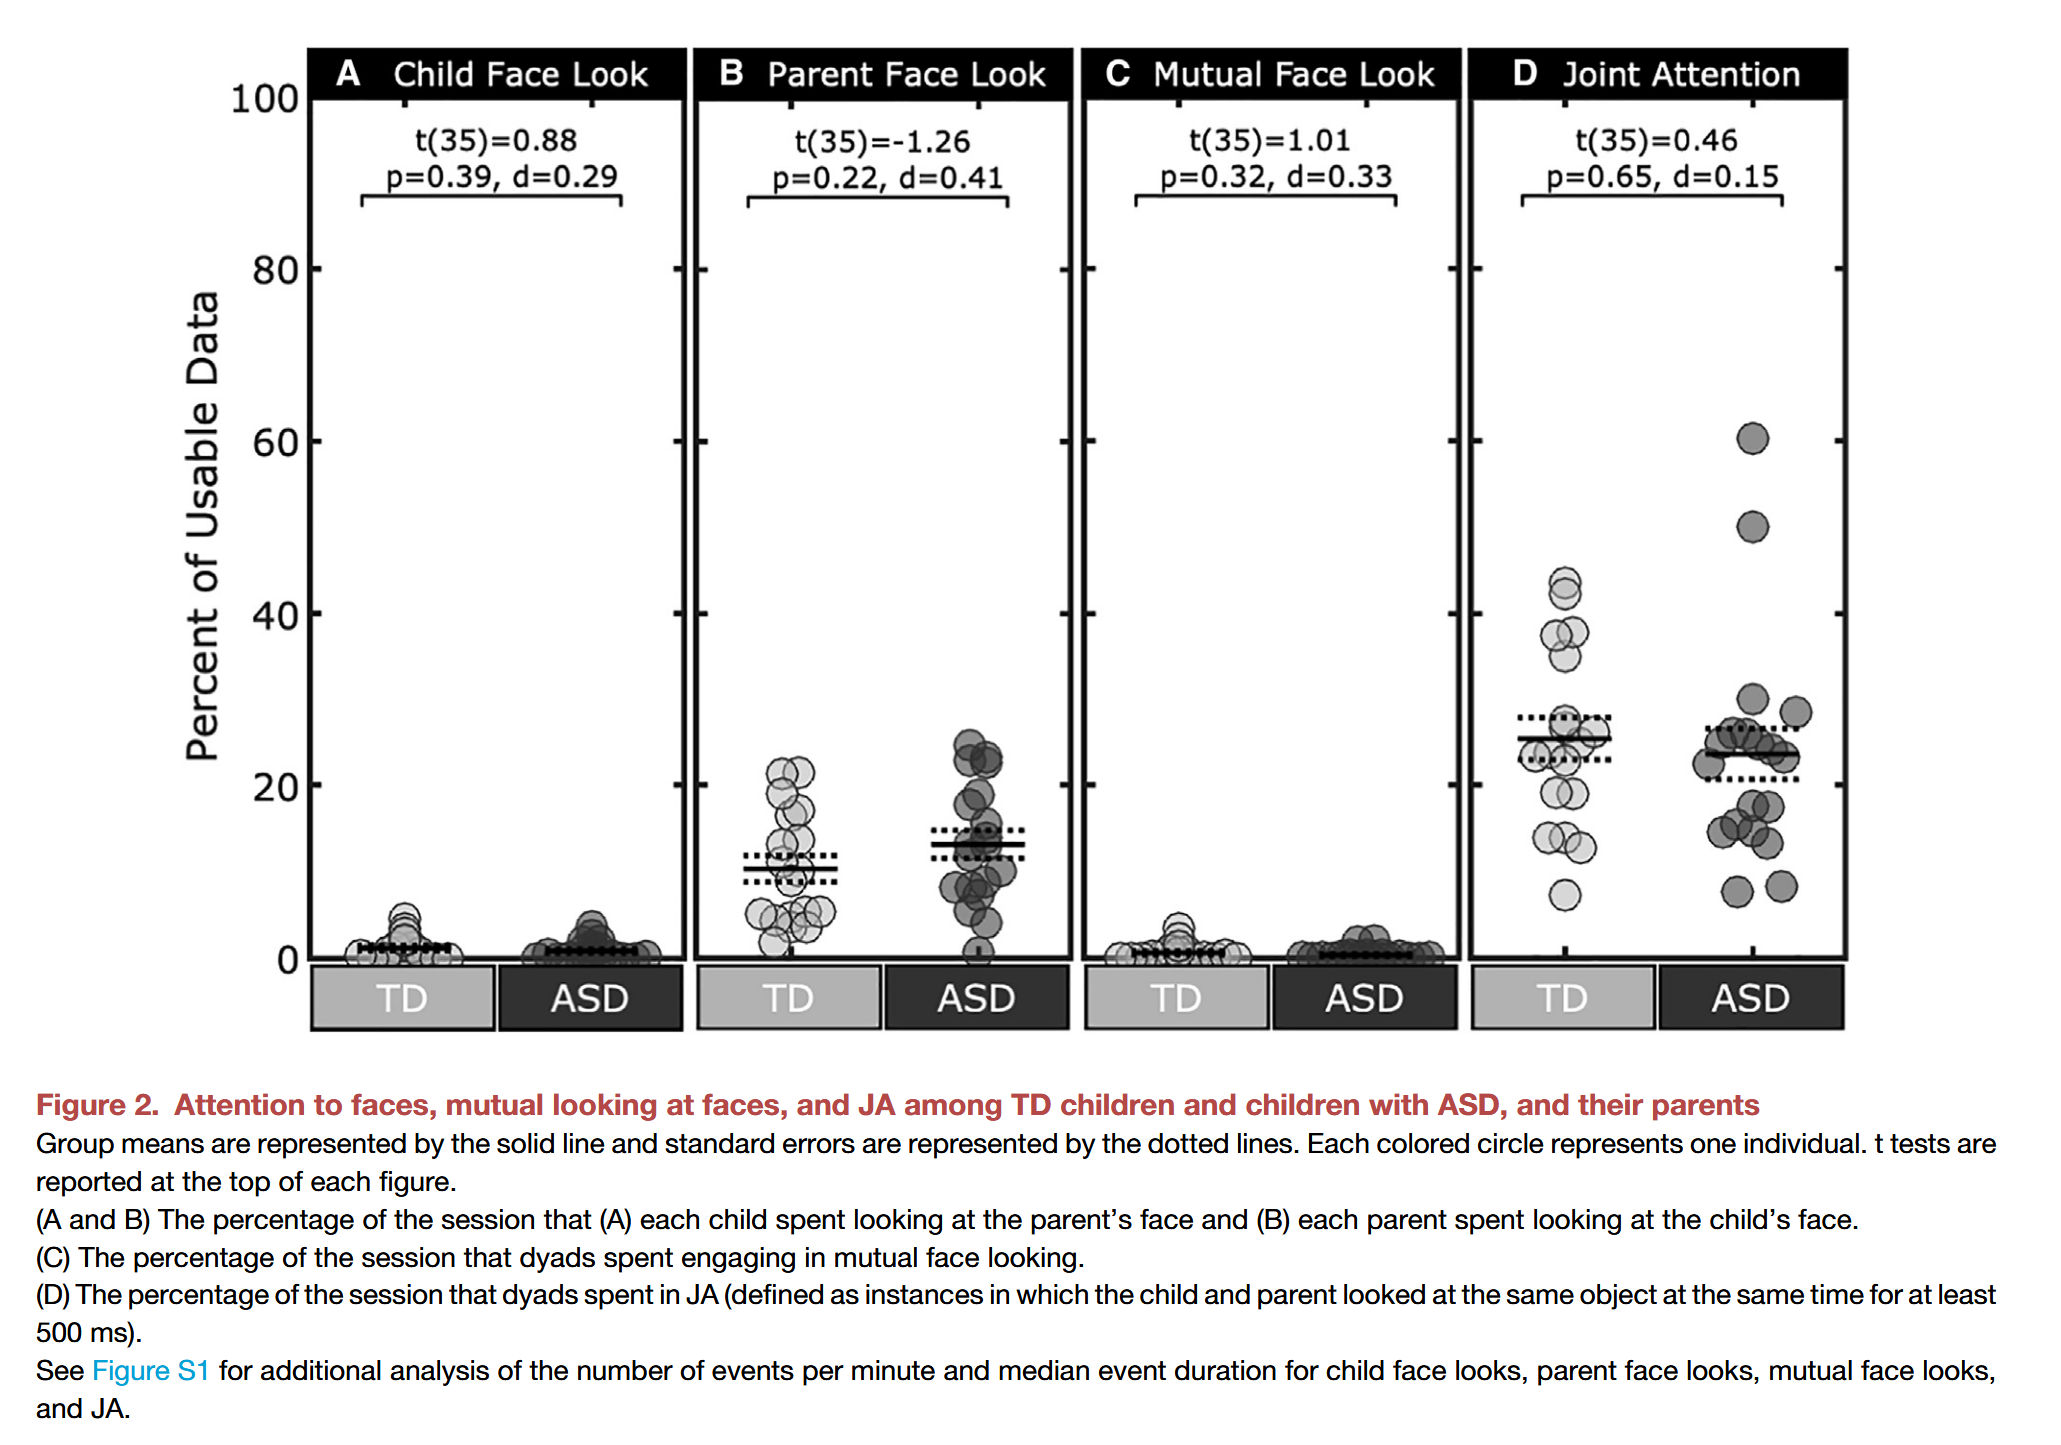 A Child Face Look
B Parent Face Look
C Mutual Face Look
D Joint Attention
Percent of Usable Data
100
80
60
40
20
0
t(35)=0.88
p=0.39, d=0.29
t(35)=-1.26
p=0.22, d=0.41
t(35)=1.01
p=0.32, d=0.33
t(35)=0.46
p=0.65, d=0.15
TD
ASD
TD
ASD
TD
ASD
TD
ASD
Figure 2. Attention to faces, mutual looking at faces, and JA among TD children and children with ASD, and their parents
Group means are represented by the solid line and standard errors are represented by the dotted lines. Each colored circle represents one individual. t tests are
reported at the top of each figure.
(A and B) The percentage of the session that (A) each child spent looking at the parent's face and (B) each parent spent looking at the child's face.
(C) The percentage of the session that dyads spent engaging in mutual face looking.
(D) The percentage of the session that dyads spent in JA (defined as instances in which the child and parent looked at the same object at the same time for at least
500 ms).
See Figure S1 for additional analysis of the number of events per minute and median event duration for child face looks, parent face looks, mutual face looks,
and JA.